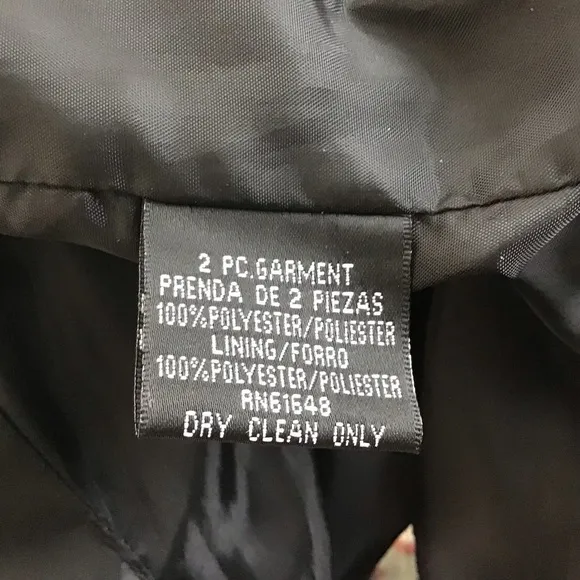 2 PC.GARMENT
PRENDA DE 2 PIEZAS
100%POLYESTER/POLIESTER
LINING/FORRO
100%POLYESTER/POLIESTER
RN61648
DRY CLEAN ONLY